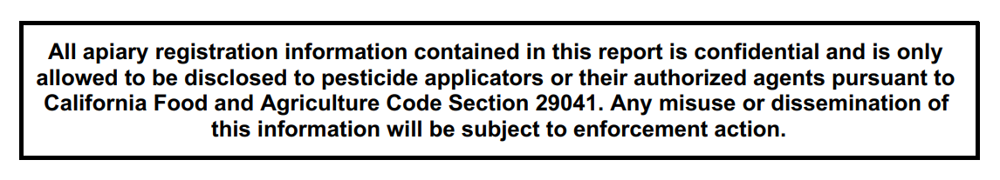 All apiary registration information contained in this report is confidential and is only
allowed to be disclosed to pesticide applicators or their authorized agents pursuant to
California Food and Agriculture Code Section 29041. Any misuse or dissemination of
this information will be subject to enforcement action.